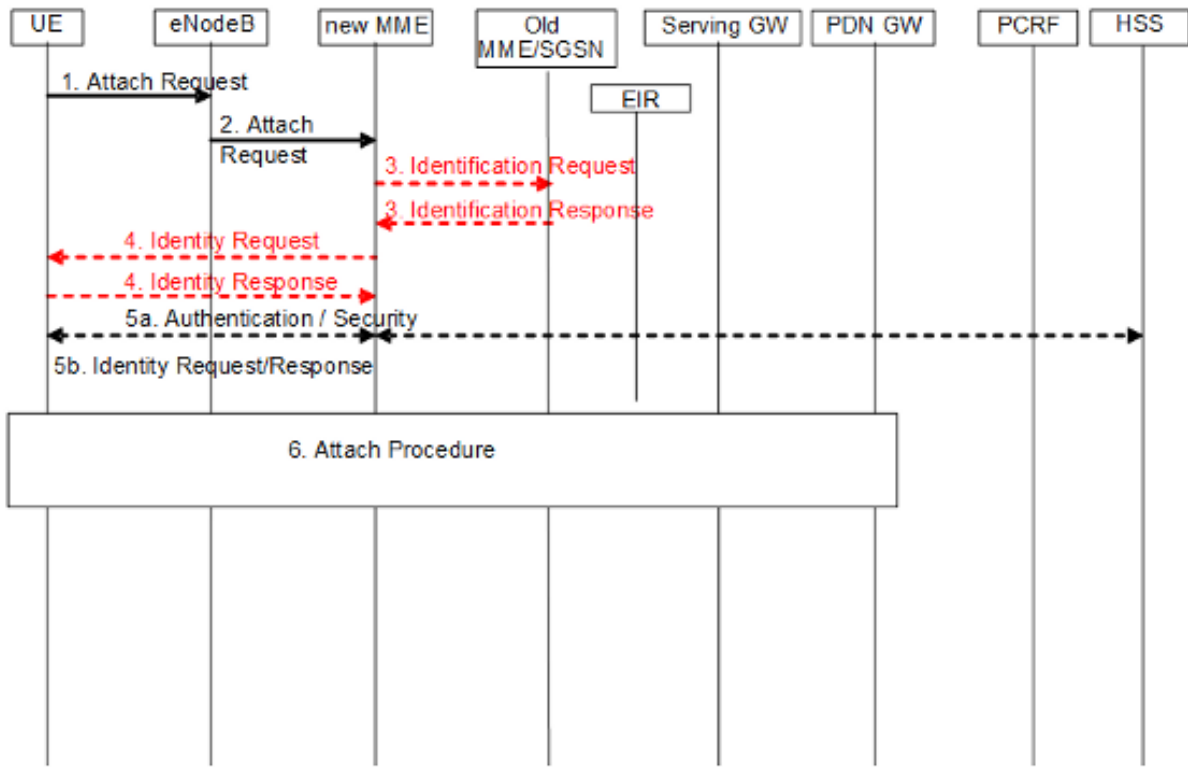 UE
eNodeB
new MME
Old
MME/SGSN
Serving GW
PDN GW
PCRF
HSS
EIR
1. Attach Request
2. Attach
Request
3. Identification Request
3. Identification Response
4. Identity Request
4. Identity Response
5a. Authentication / Security
5b. Identity Request/Response
6. Attach Procedure